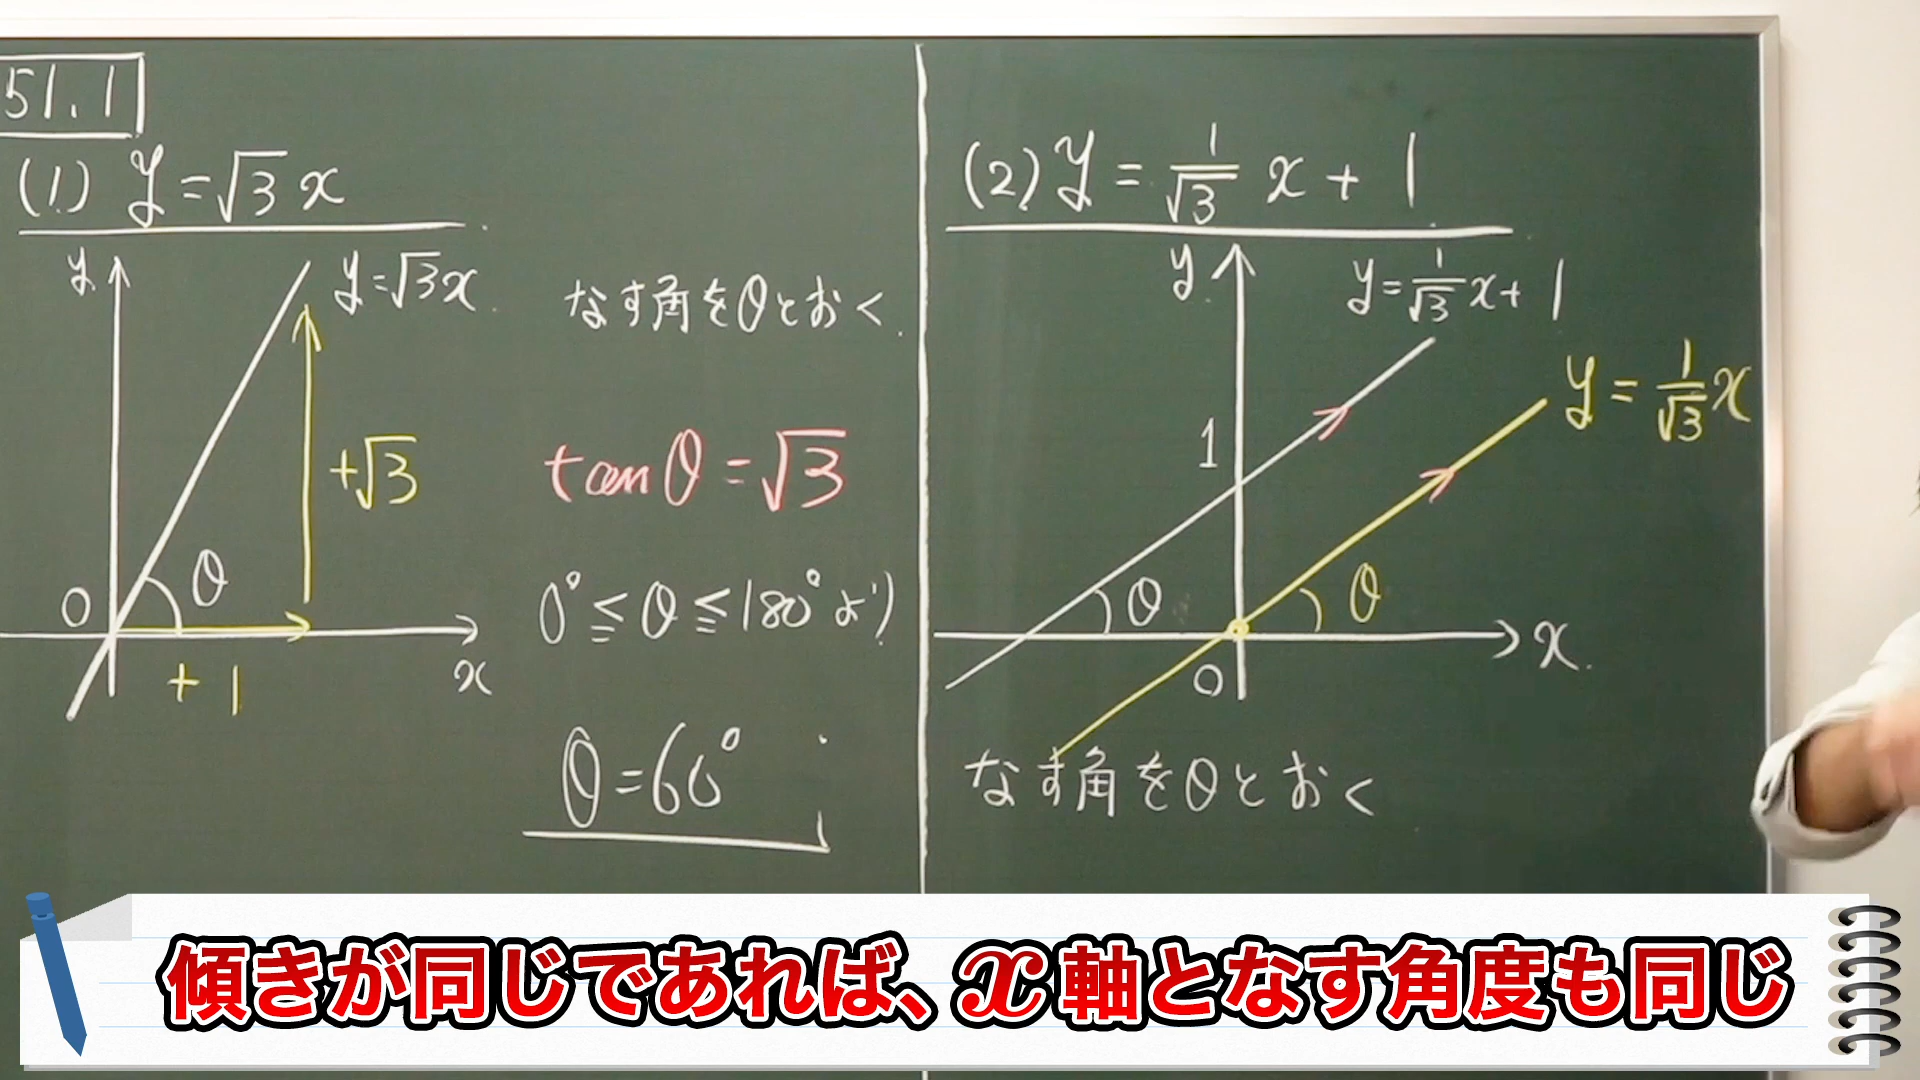 51.1
(1) y=√3x
y
y=√3x
なす角をθとおく
+√3
tanθ=√3
θ
0
0°≦θ≦180°より
x
+1
θ=60°
(2) y=1/√3 x+1
y
y=1/√3 x+1
y=1/√3 x
1
θ
θ
x
0
なす角をθとおく
傾きが同じであれば、x軸となす角度も同じ